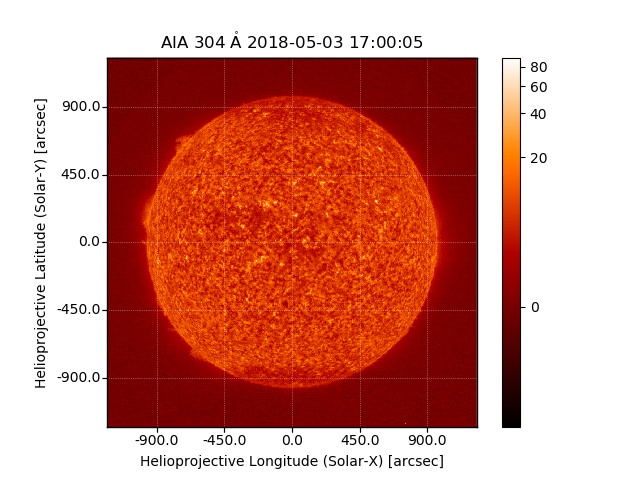 AIA 304 Å 2018-05-03 17:00:05
Helioprojective Latitude (Solar-Y) [arcsec]
900.0
450.0
0.0
-450.0
-900.0
-900.0 -450.0 0.0 450.0 900.0
Helioprojective Longitude (Solar-X) [arcsec]
80
60
40
20
0